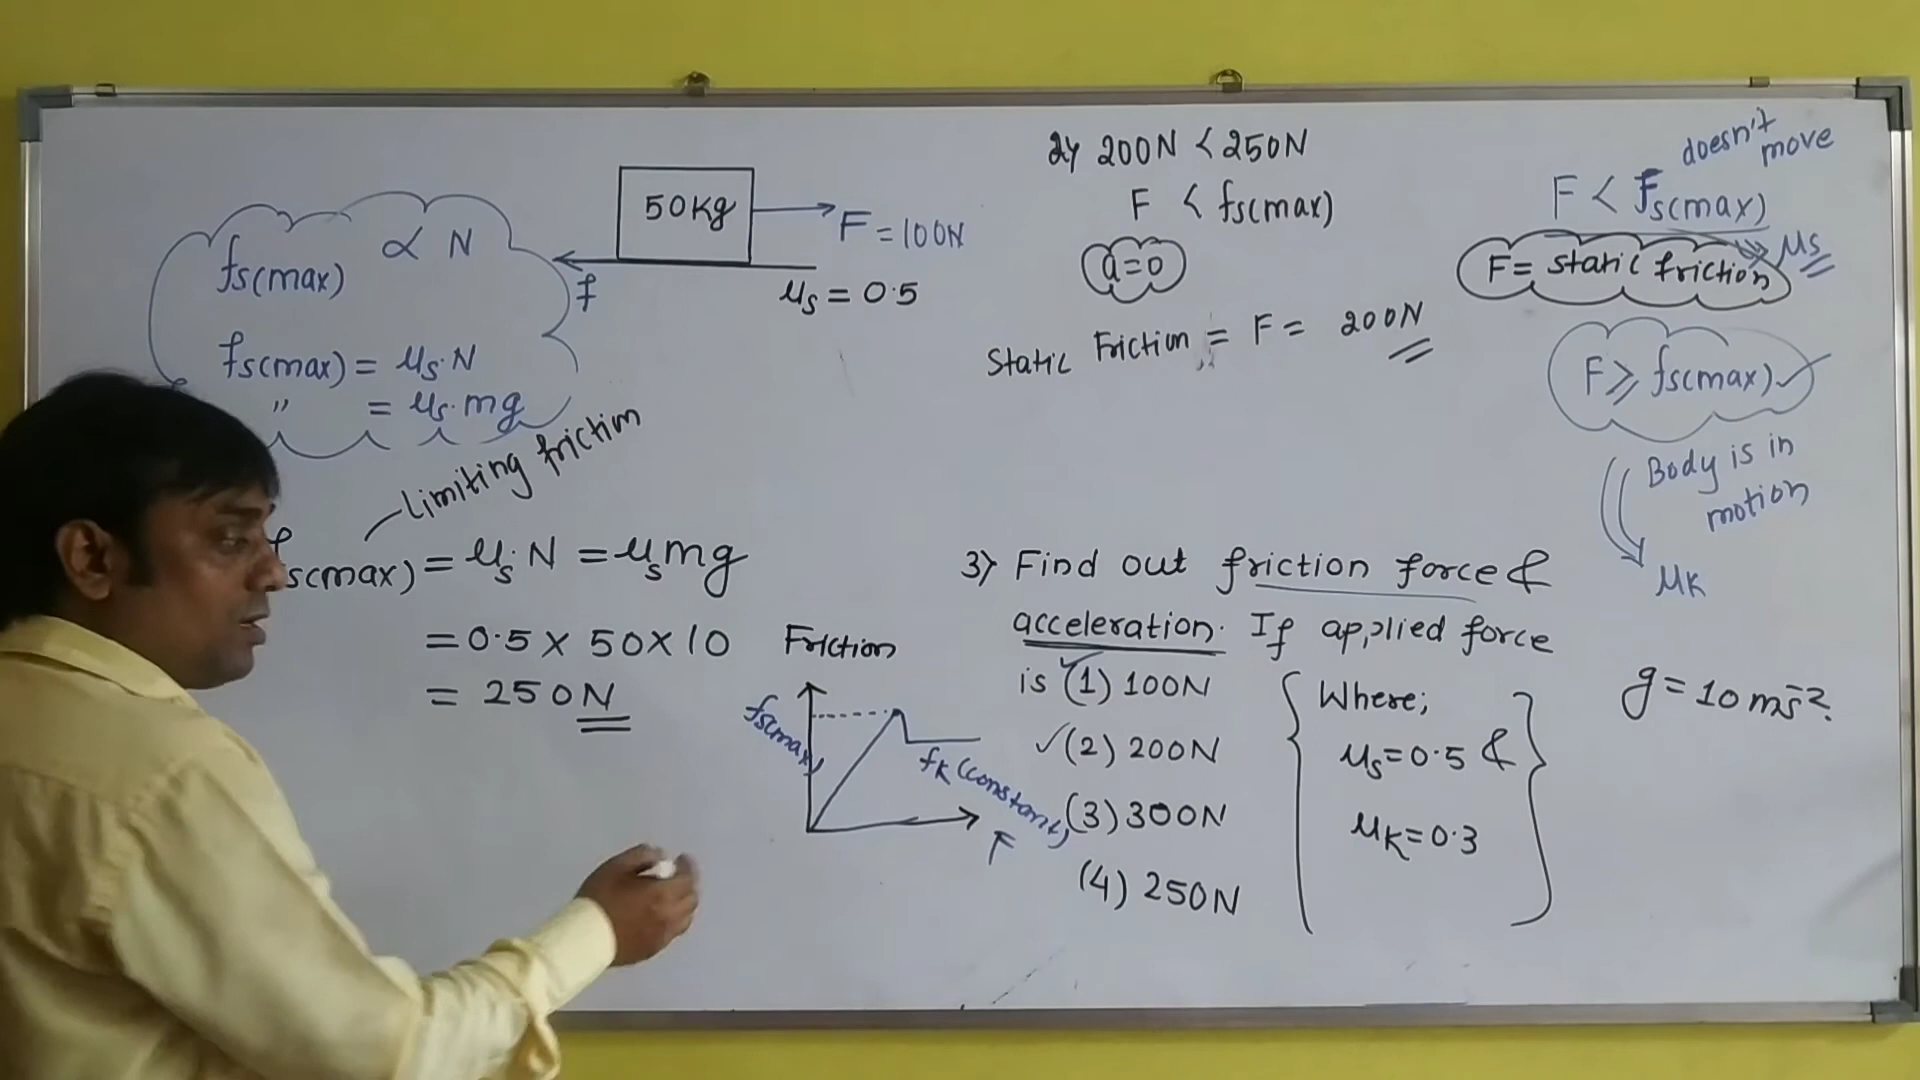 fs(max) ∝ N
fs(max) = μs·N
" = μs·mg
50Kg
F = 100N
f
μs = 0.5
Limiting friction
fs(max) = μs·N = μsmg
= 0.5 × 50 × 10
= 250N
2) 200N < 250N
F < fs(max)
a=0
Static Friction = F = 200N
doesn't move
F < Fs(max)
μs
F = static friction
F ⩾ fs(max) ✓
Body is in motion
μK
Friction
fs(max)
fK (constant)
F
3) Find out friction force &
acceleration. If applied force
is (1) 100N
✓(2) 200N
(3) 300N
(4) 250N
Where;
μs=0.5 &
μK=0.3
g = 10 ms⁻².